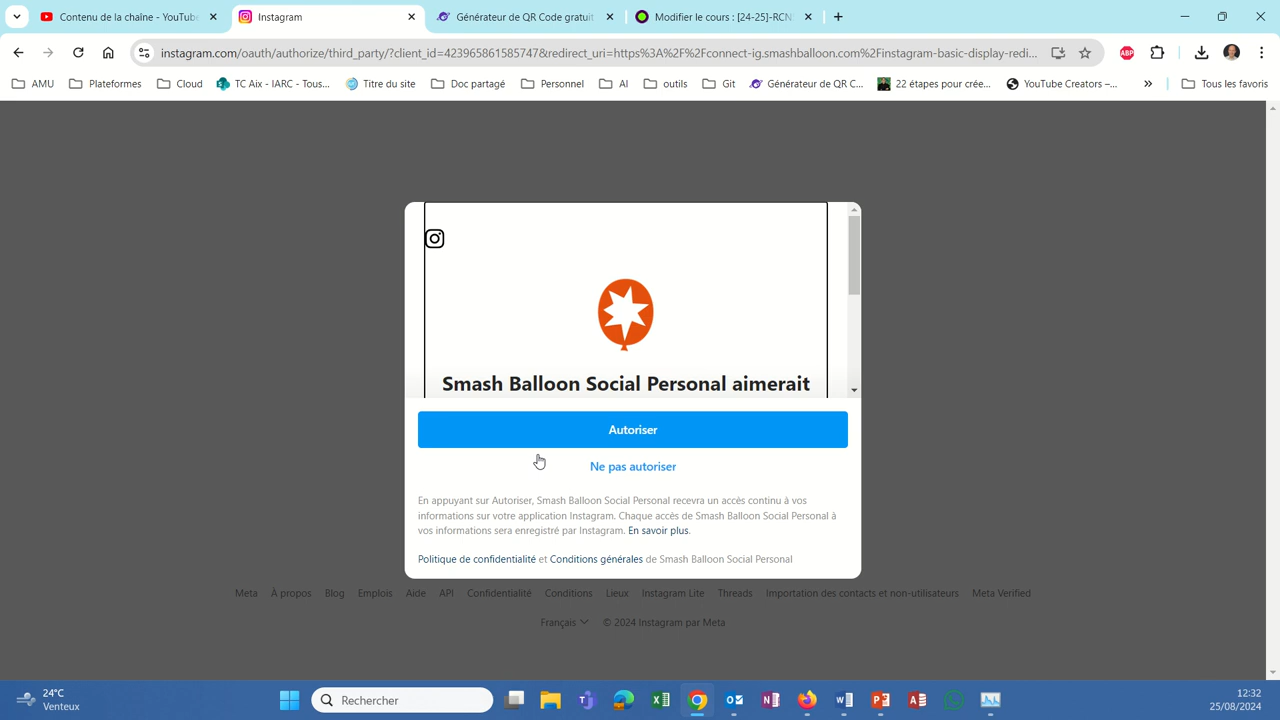 Contenu de la chaîne - YouTube
Instagram
Générateur de QR Code gratuit
Modifier le cours : [24-25]-RCN
instagram.com/oauth/authorize/third_party/?client_id=423965861585747&redirect_uri=https%3A%2F%2Fconnect-ig.smashballoon.com%2Finstagram-basic-display-redi...
ABP
AMU
Plateformes
Cloud
TC Aix - IARC - Tous...
Titre du site
Doc partagé
Personnel
AI
outils
Git
Générateur de QR C...
22 étapes pour crée...
YouTube Creators –...
»
Tous les favoris
Smash Balloon Social Personal aimerait
Autoriser
Ne pas autoriser
En appuyant sur Autoriser, Smash Balloon Social Personal recevra un accès continu à vos
informations sur votre application Instagram. Chaque accès de Smash Balloon Social Personal à
vos informations sera enregistré par Instagram. En savoir plus.
Politique de confidentialité et Conditions générales de Smash Balloon Social Personal
Meta À propos Blog Emplois Aide API Confidentialité Conditions Lieux Instagram Lite Threads Importation des contacts et non-utilisateurs Meta Verified
Français © 2024 Instagram par Meta
24°C
Venteux
Rechercher
12:32
25/08/2024